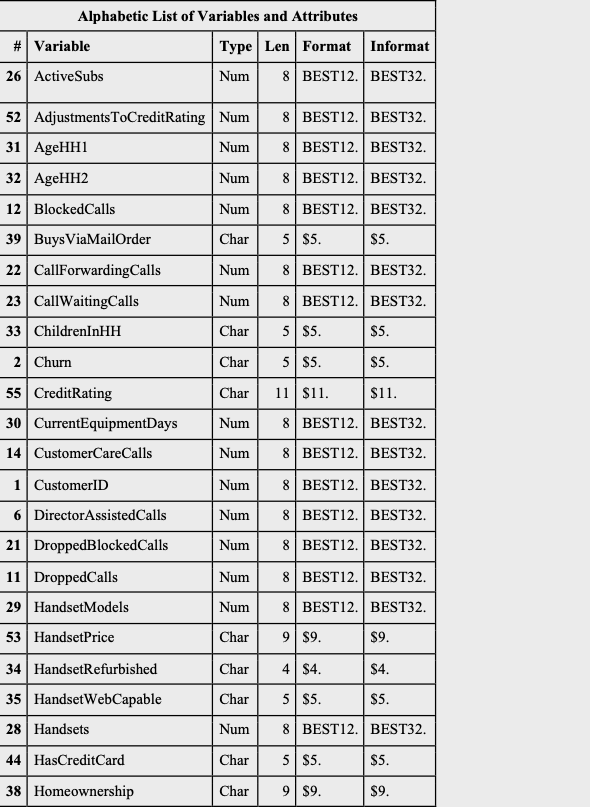 Alphabetic List of Variables and Attributes
# Variable Type Len Format Informat
26 ActiveSubs Num 8 BEST12. BEST32.
52 AdjustmentsToCreditRating Num 8 BEST12. BEST32.
31 AgeHH1 Num 8 BEST12. BEST32.
32 AgeHH2 Num 8 BEST12. BEST32.
12 BlockedCalls Num 8 BEST12. BEST32.
39 BuysViaMailOrder Char 5 $5. $5.
22 CallForwardingCalls Num 8 BEST12. BEST32.
23 CallWaitingCalls Num 8 BEST12. BEST32.
33 ChildrenInHH Char 5 $5. $5.
2 Churn Char 5 $5. $5.
55 CreditRating Char 11 $11. $11.
30 CurrentEquipmentDays Num 8 BEST12. BEST32.
14 CustomerCareCalls Num 8 BEST12. BEST32.
1 CustomerID Num 8 BEST12. BEST32.
6 DirectorAssistedCalls Num 8 BEST12. BEST32.
21 DroppedBlockedCalls Num 8 BEST12. BEST32.
11 DroppedCalls Num 8 BEST12. BEST32.
29 HandsetModels Num 8 BEST12. BEST32.
53 HandsetPrice Char 9 $9. $9.
34 HandsetRefurbished Char 4 $4. $4.
35 HandsetWebCapable Char 5 $5. $5.
28 Handsets Num 8 BEST12. BEST32.
44 HasCreditCard Char 5 $5. $5.
38 Homeownership Char 9 $9. $9.